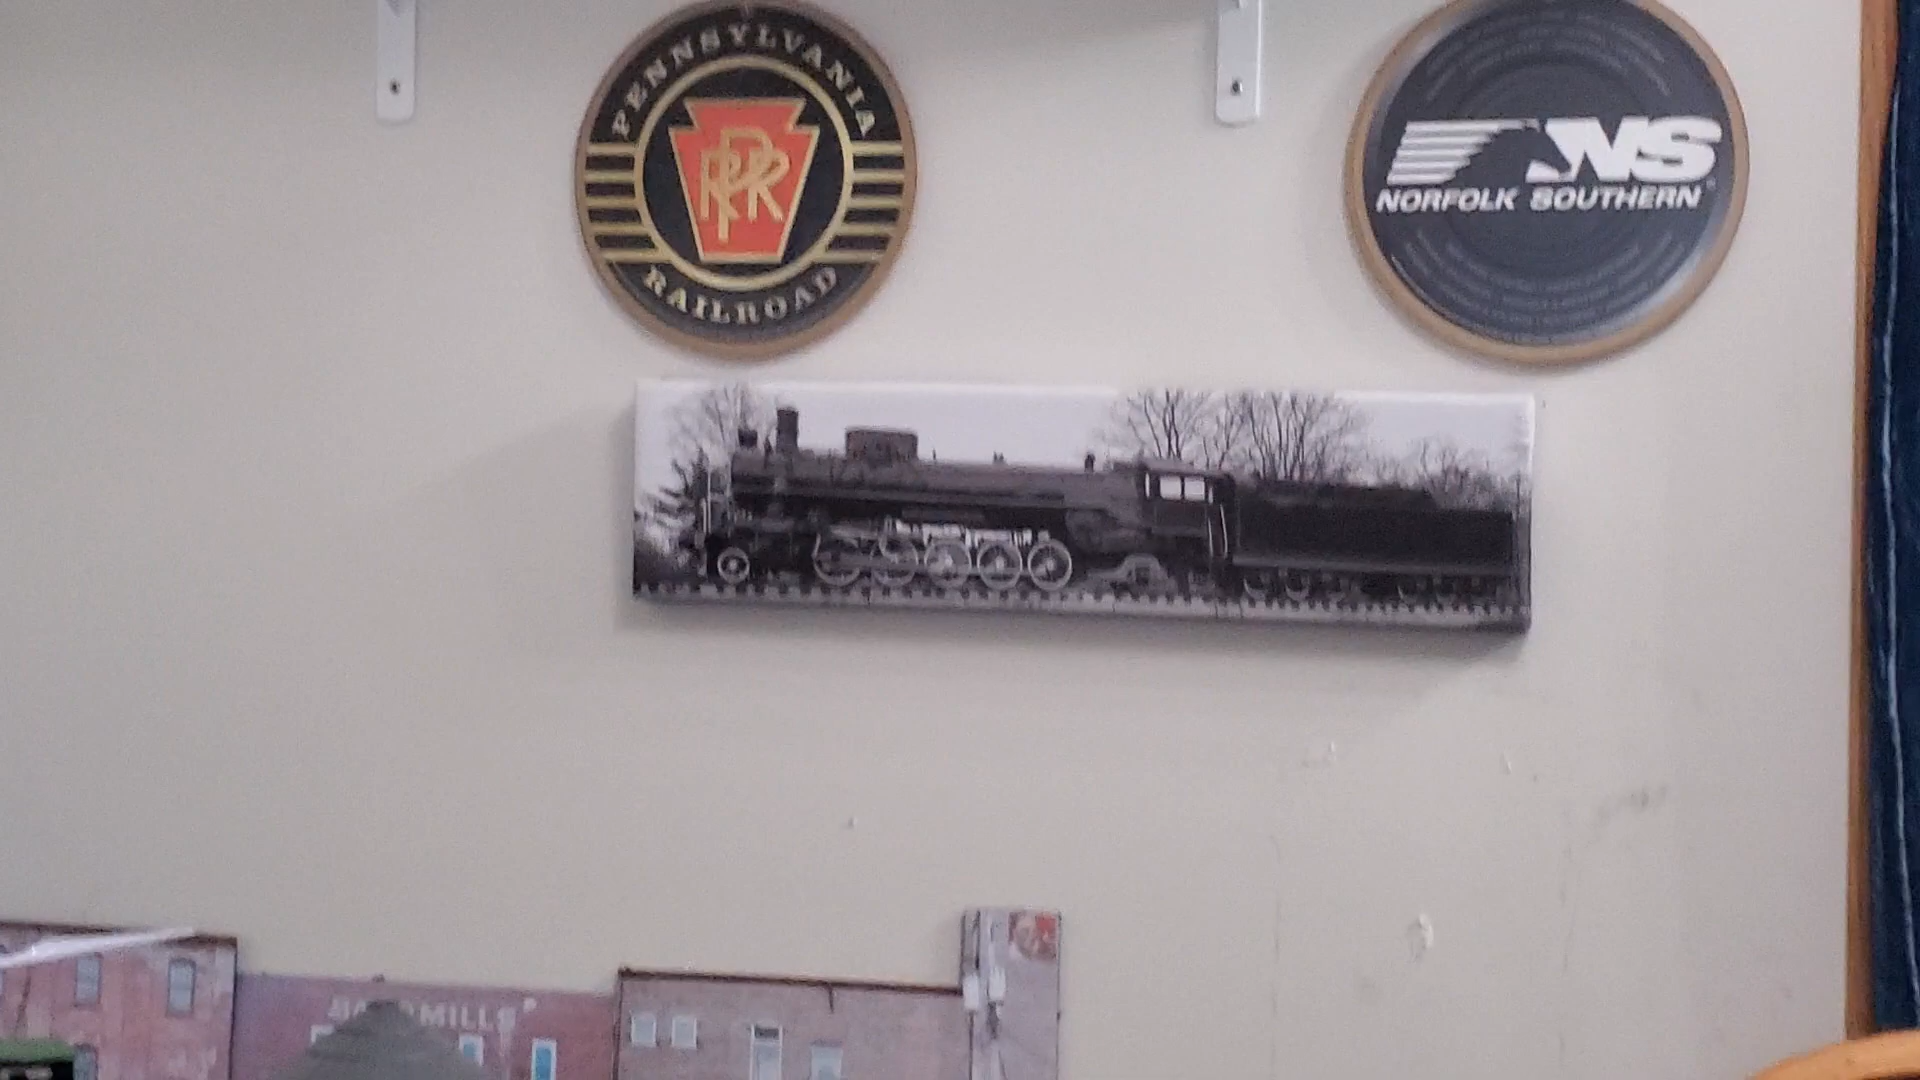 PENNSYLVANIA
PRR
RAILROAD
NS
NORFOLK SOUTHERN
MILLS